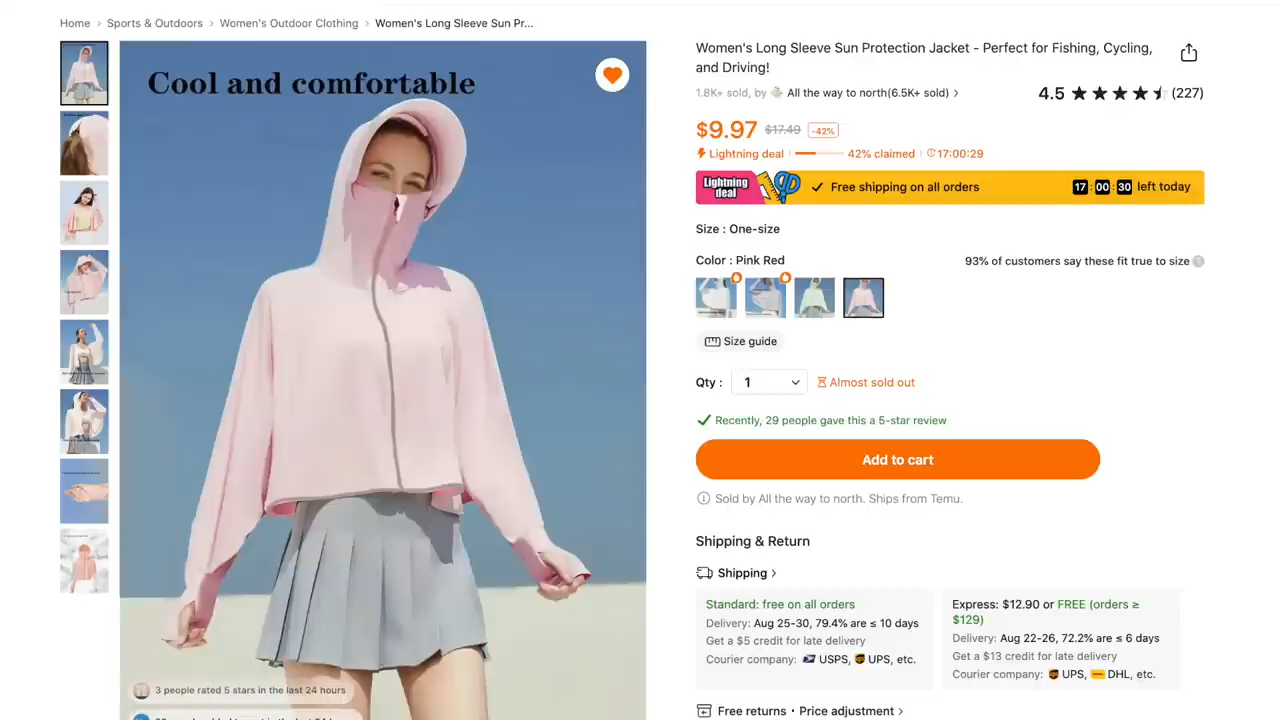 Home > Sports & Outdoors > Women's Outdoor Clothing > Women's Long Sleeve Sun Pr...
Cool and comfortable
3 people rated 5 stars in the last 24 hours
Women's Long Sleeve Sun Protection Jacket - Perfect for Fishing, Cycling,
and Driving!
1.8K+ sold, by All the way to north(6.5K+ sold) >
4.5 (227)
$9.97 $17.49 -42%
Lightning deal 42% claimed 17:00:29
Lightning
deal
Free shipping on all orders 17 : 00 : 30 left today
Size : One-size
Color : Pink Red 93% of customers say these fit true to size
Size guide
Qty : 1 Almost sold out
Recently, 29 people gave this a 5-star review
Add to cart
Sold by All the way to north. Ships from Temu.
Shipping & Return
Shipping >
Standard: free on all orders
Delivery: Aug 25-30, 79.4% are ≤ 10 days
Get a $5 credit for late delivery
Courier company: USPS, UPS, etc.
Express: $12.90 or FREE (orders ≥
$129)
Delivery: Aug 22-26, 72.2% are ≤ 6 days
Get a $13 credit for late delivery
Courier company: UPS, DHL, etc.
Free returns · Price adjustment >